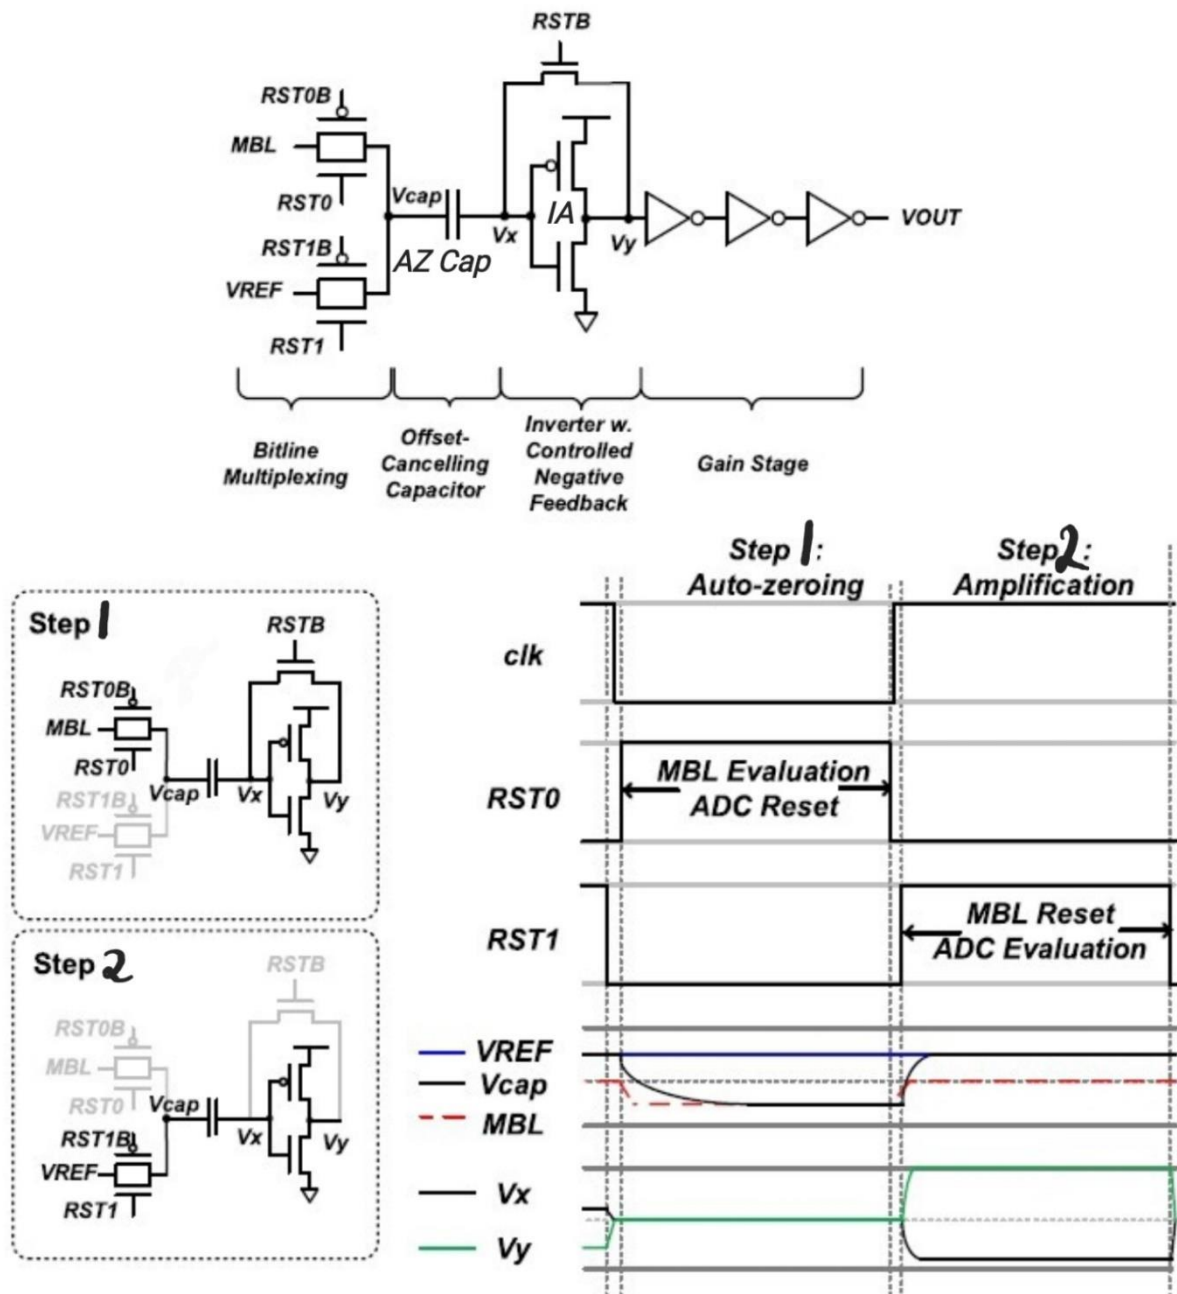 RSTB
RST0B
MBL
RST0
RST1B
VREF
RST1
Vcap
AZ Cap
Vx
IA
Vy
VOUT
Bitline
Multiplexing
Offset-
Cancelling
Capacitor
Inverter w.
Controlled
Negative
Feedback
Gain Stage
Step 1
RSTB
RST0B
MBL
RST0
RST1B
VREF
RST1
Vcap
Vx
Vy
Step 2
RSTB
RST0B
MBL
RST0
RST1B
VREF
RST1
Vcap
Vx
Vy
Step 1:
Auto-zeroing
Step 2:
Amplification
clk
RST0
MBL Evaluation
ADC Reset
RST1
MBL Reset
ADC Evaluation
VREF
Vcap
MBL
Vx
Vy